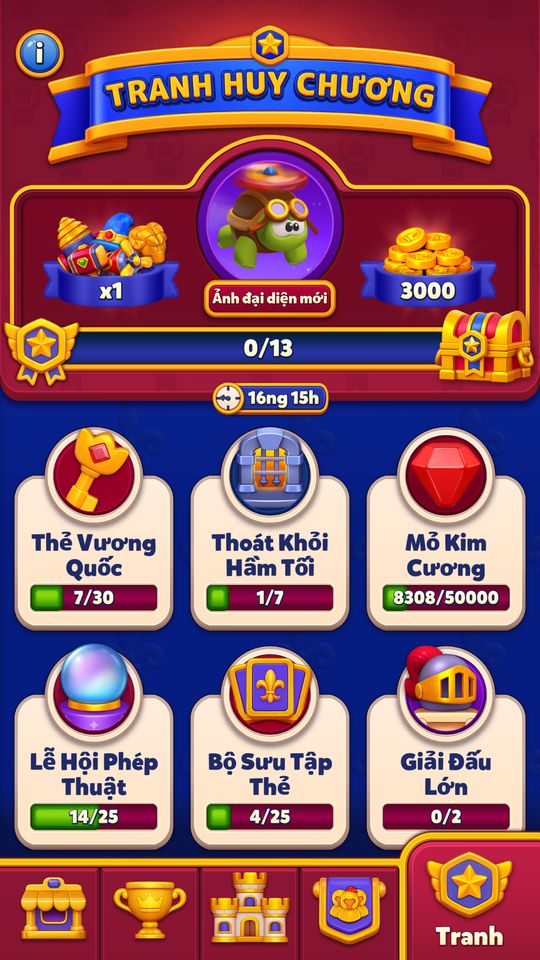 i
TRANH HUY CHƯƠNG
x1
Ảnh đại diện mới
3000
0/13
16ng 15h
Thẻ Vương
Quốc
7/30
Thoát Khỏi
Hầm Tối
1/7
Mỏ Kim
Cương
8308/50000
Lễ Hội Phép
Thuật
14/25
Bộ Sưu Tập
Thẻ
4/25
Giải Đấu
Lớn
0/2
Tranh